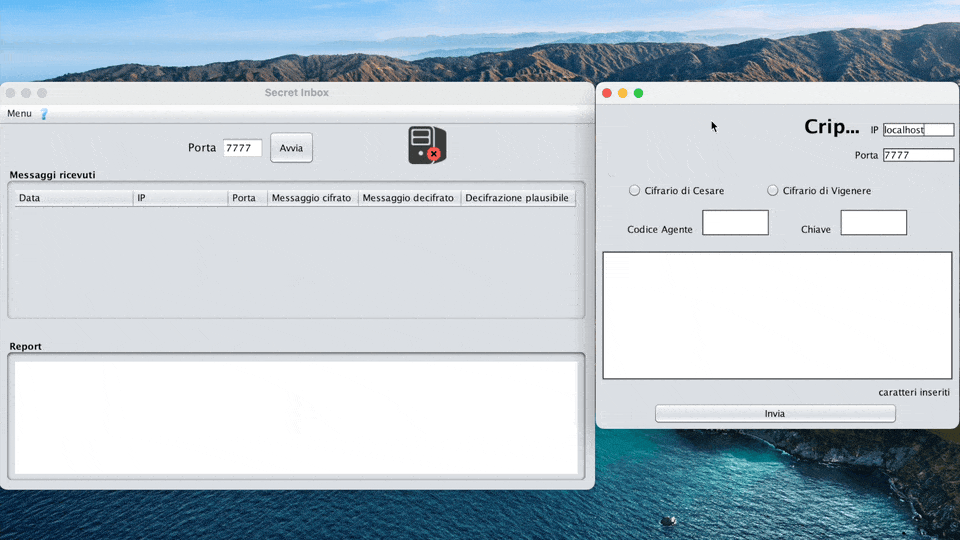 Secret Inbox
Menu ?
Porta 7777 Avvia
Messaggi ricevuti
Data IP Porta Messaggio cifrato Messaggio decifrato Decifrazione plausibile
Report
Crip... IP localhost
Porta 7777
Cifrario di Cesare Cifrario di Vigenere
Codice Agente Chiave
caratteri inseriti
Invia